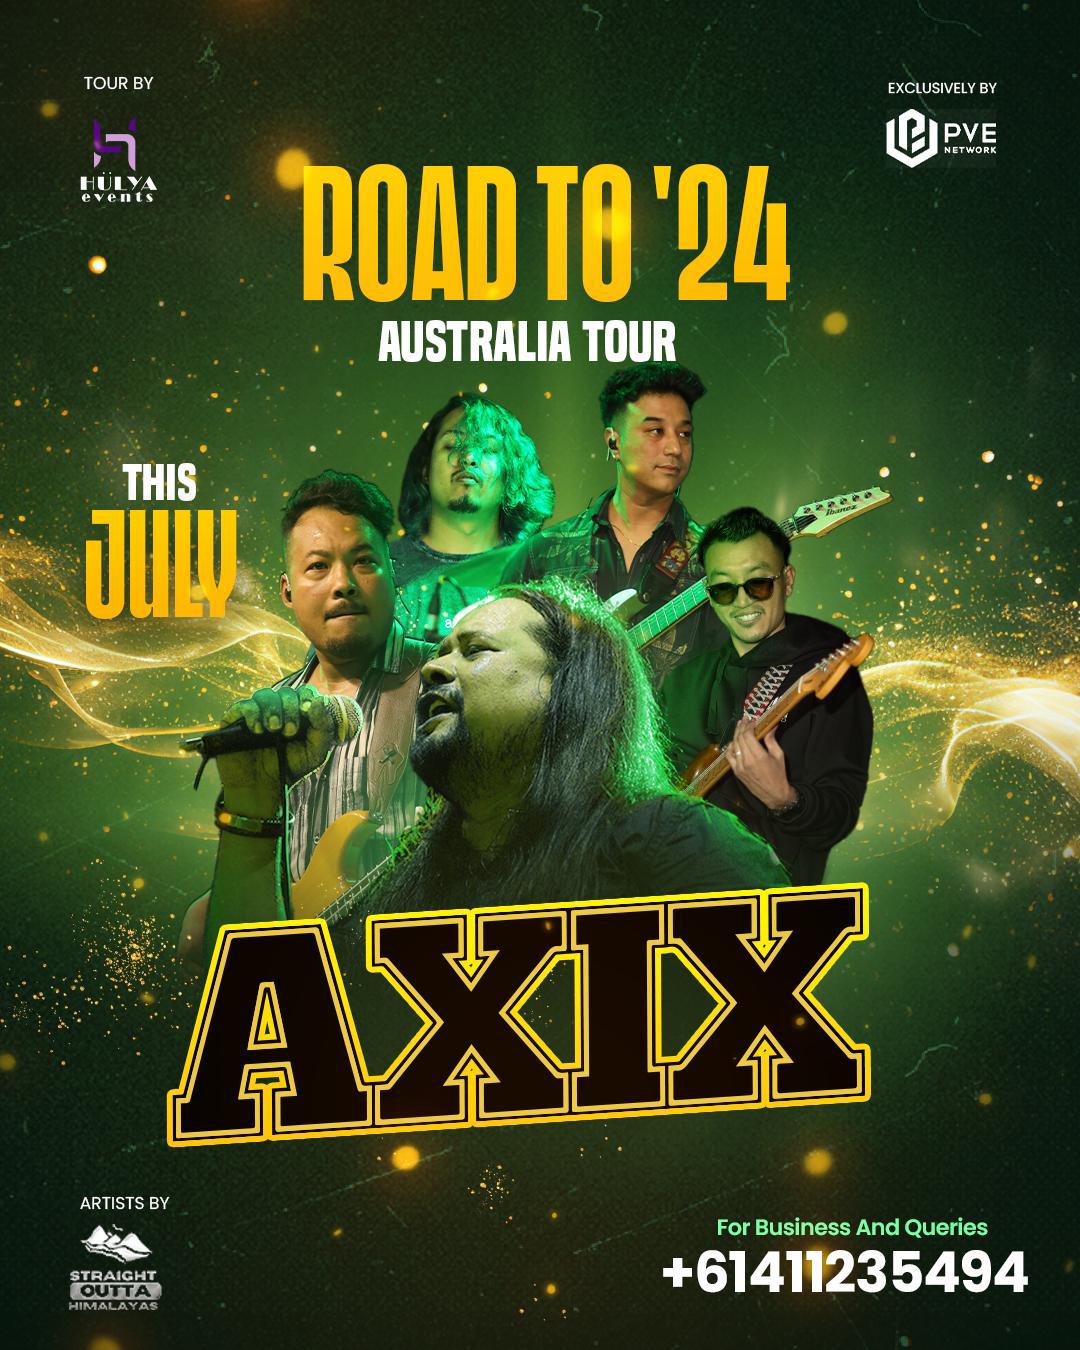 TOUR BY
HÜLYA
events
EXCLUSIVELY BY
PVE
NETWORK
ROAD TO '24
AUSTRALIA TOUR
THIS
JULY
Ibanez
AXIX
ARTISTS BY
STRAIGHT
OUTTA
HIMALAYAS
For Business And Queries
+61411235494